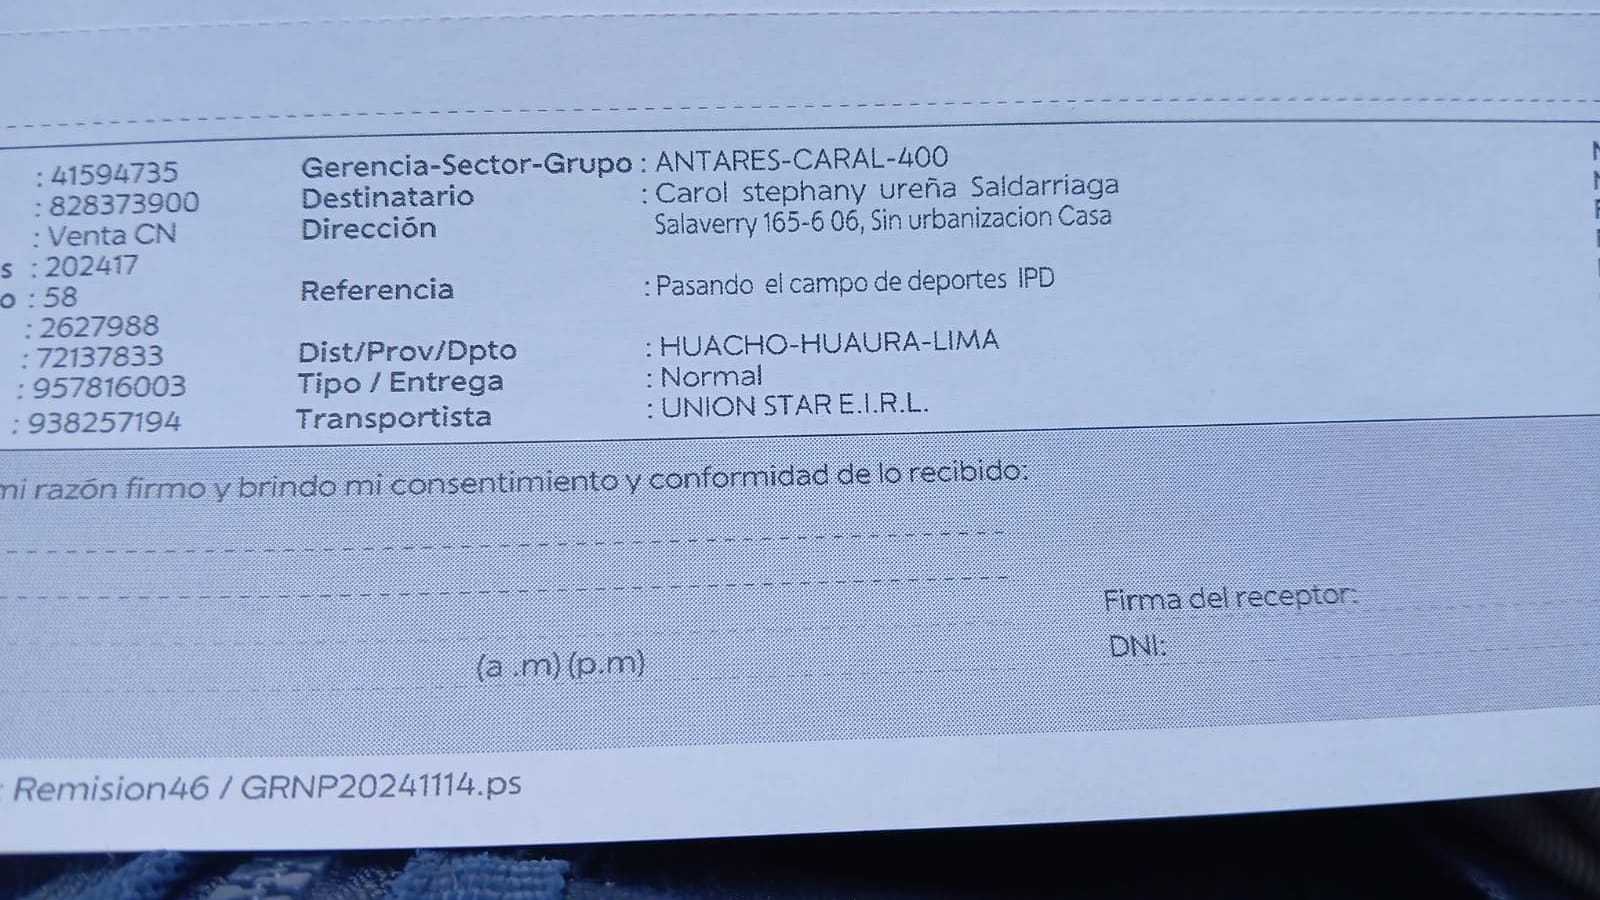 : 41594735 Gerencia-Sector-Grupo : ANTARES-CARAL-400
: 828373900 Destinatario : Carol stephany ureña Saldarriaga
: Venta CN Dirección Salaverry 165-6 06, Sin urbanizacion Casa
s : 202417
o : 58 Referencia : Pasando el campo de deportes IPD
: 2627988
: 72137833 Dist/Prov/Dpto : HUACHO-HUAURA-LIMA
: 957816003 Tipo / Entrega : Normal
: 938257194 Transportista : UNION STAR E.I.R.L.
mi razón firmo y brindo mi consentimiento y conformidad de lo recibido:
Firma del receptor:
DNI:
(a .m) (p.m)
: Remision46 / GRNP20241114.ps